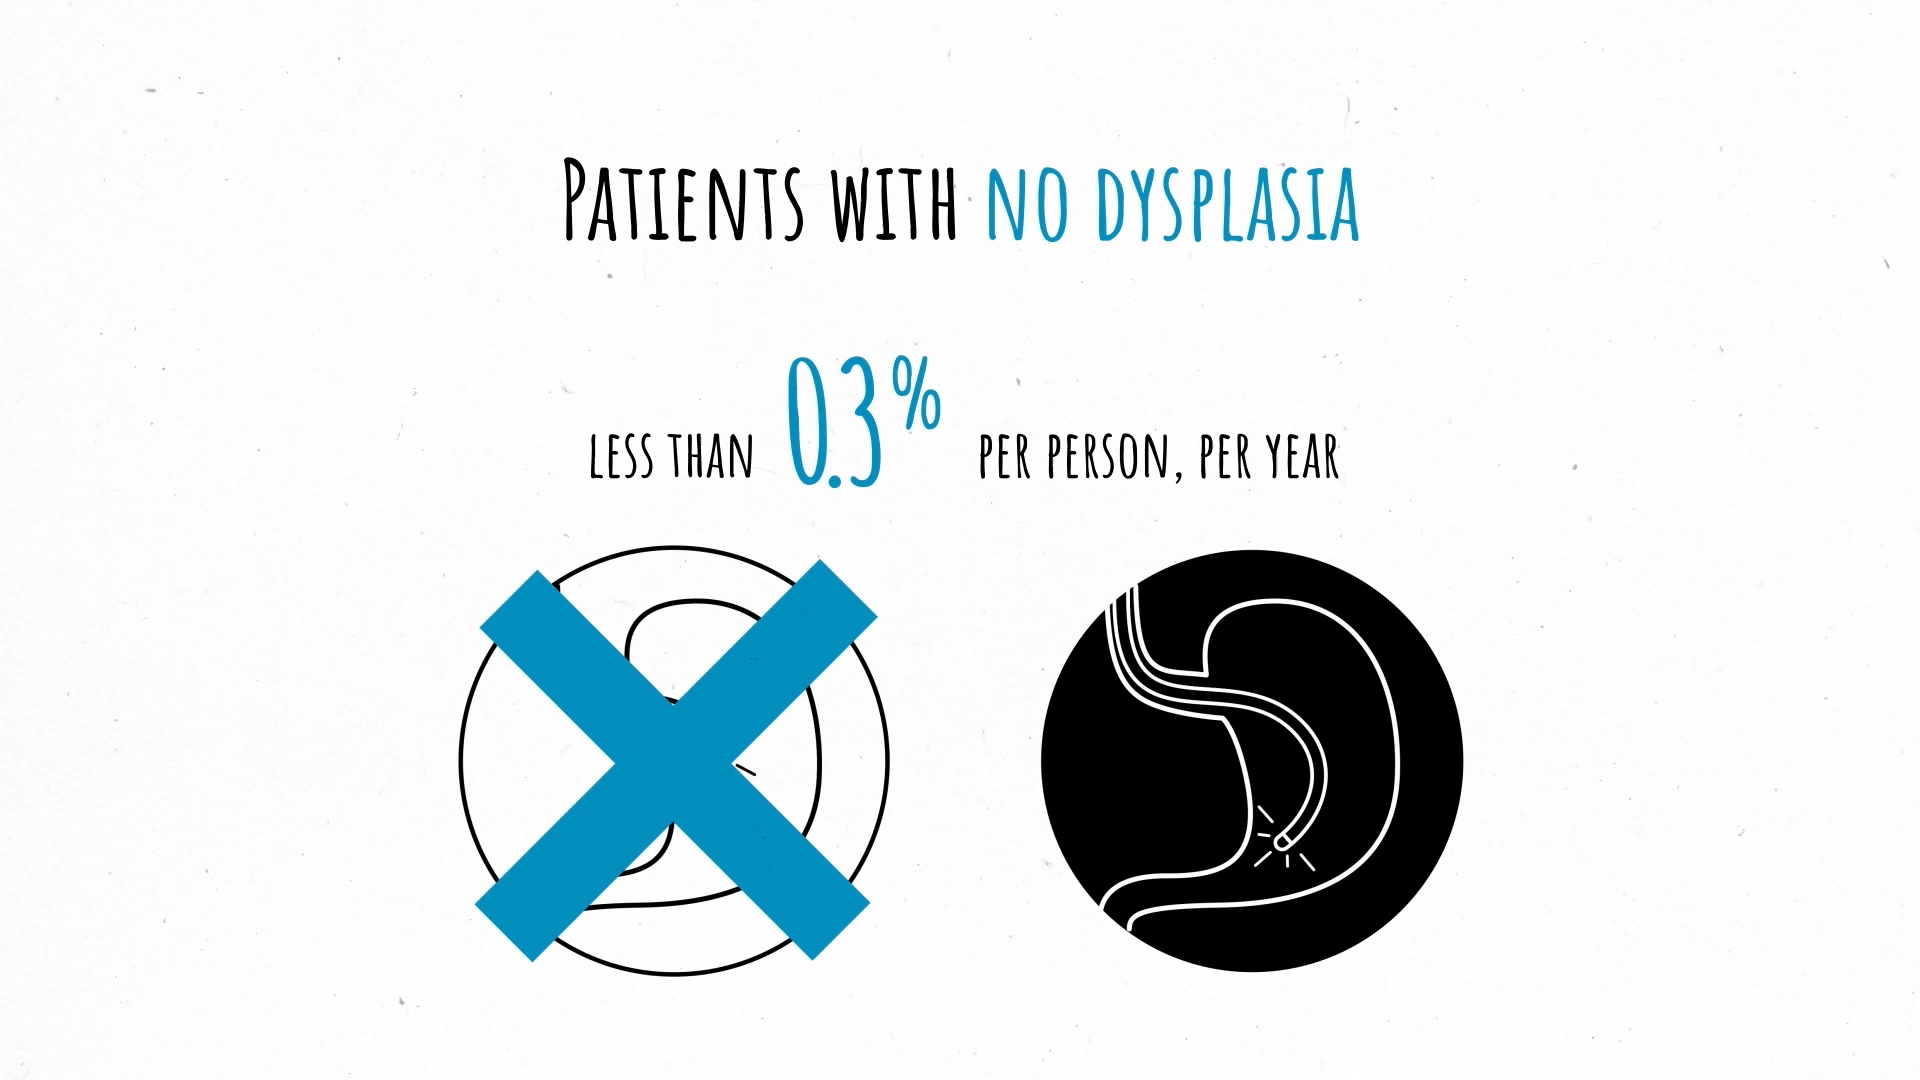 Patients with no dysplasia
less than 0.3% per person, per year